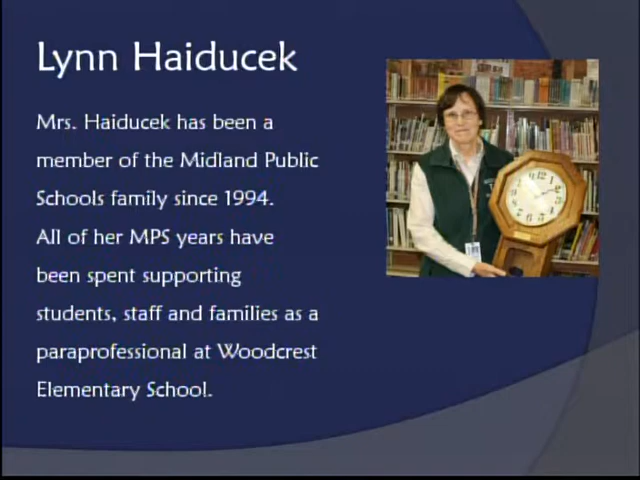 Lynn Haiducek
Mrs. Haiducek has been a
member of the Midland Public
Schools family since 1994.
All of her MPS years have
been spent supporting
students, staff and families as a
paraprofessional at Woodcrest
Elementary School.